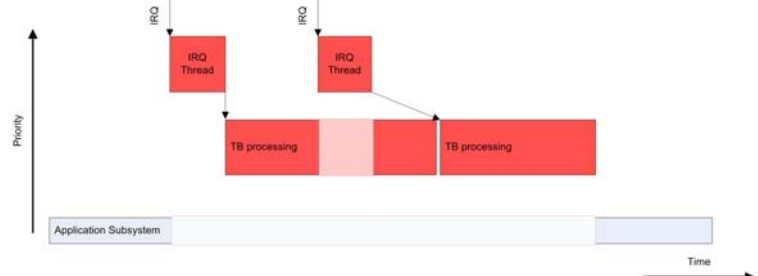 IRQ
IRQ
IRQ
Thread
IRQ
Thread
Priority
TB processing
TB processing
Application Subsystem
Time